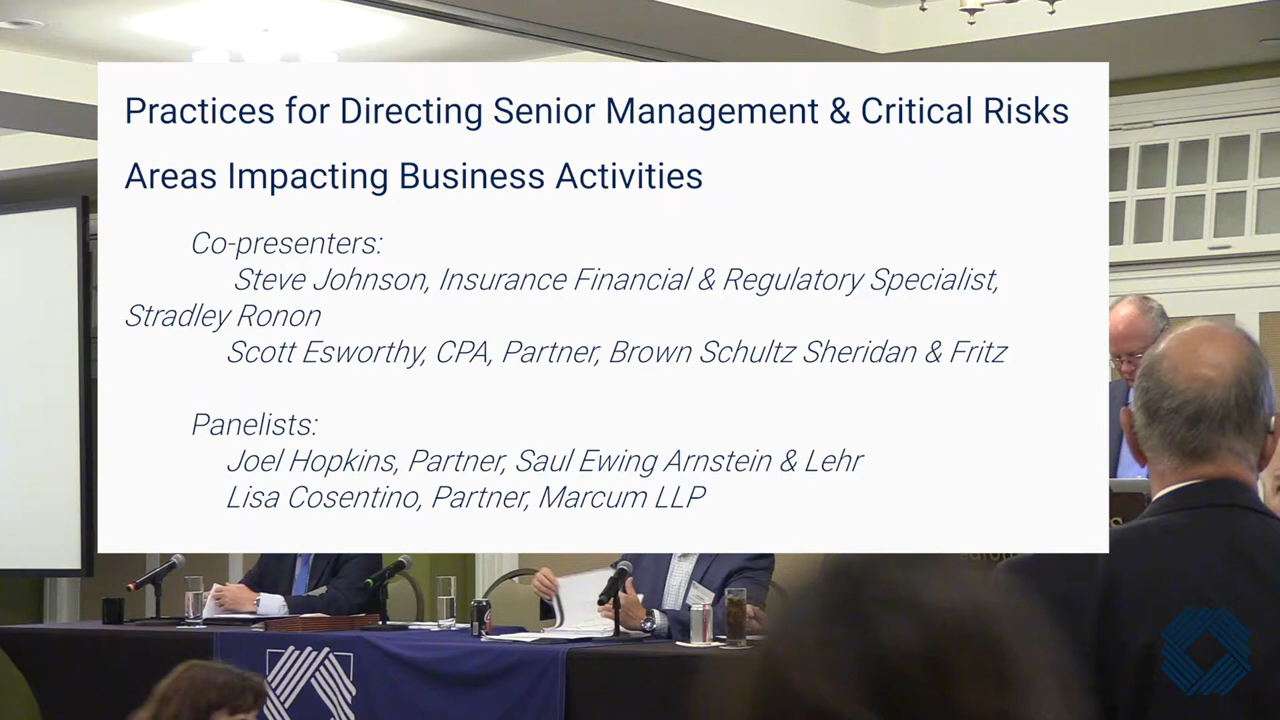 Practices for Directing Senior Management & Critical Risks
Areas Impacting Business Activities
Co-presenters:
Steve Johnson, Insurance Financial & Regulatory Specialist,
Stradley Ronon
Scott Esworthy, CPA, Partner, Brown Schultz Sheridan & Fritz
Panelists:
Joel Hopkins, Partner, Saul Ewing Arnstein & Lehr
Lisa Cosentino, Partner, Marcum LLP